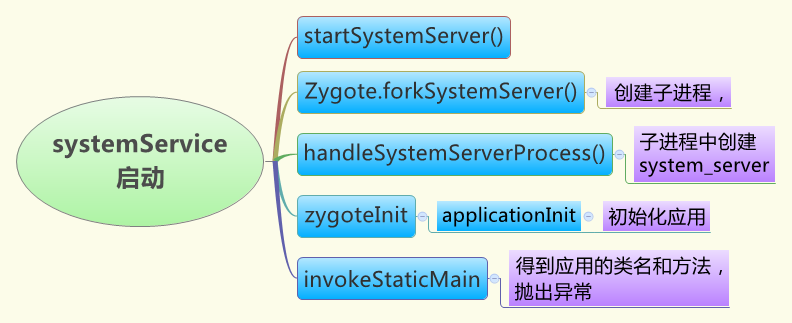 systemService
启动
startSystemServer()
Zygote.forkSystemServer()
创建子进程，
handleSystemServerProcess()
子进程中创建
system_server
zygoteInit
applicationInit
初始化应用
invokeStaticMain
得到应用的类名和方法，
抛出异常